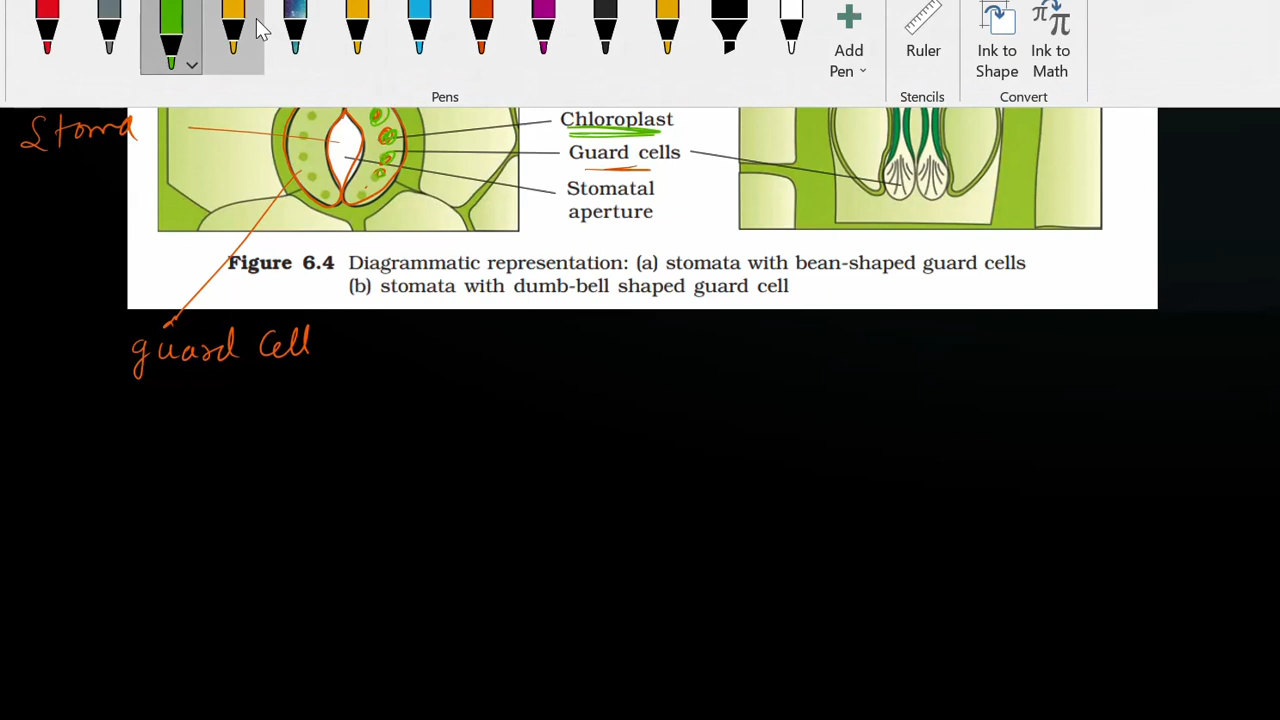 Add
Pen
Ruler
Ink to
Shape
Ink to
Math
Pens
Stencils
Convert
Stoma
Chloroplast
Guard cells
Stomatal
aperture
Figure 6.4 Diagrammatic representation: (a) stomata with bean-shaped guard cells
(b) stomata with dumb-bell shaped guard cell
guard Cell